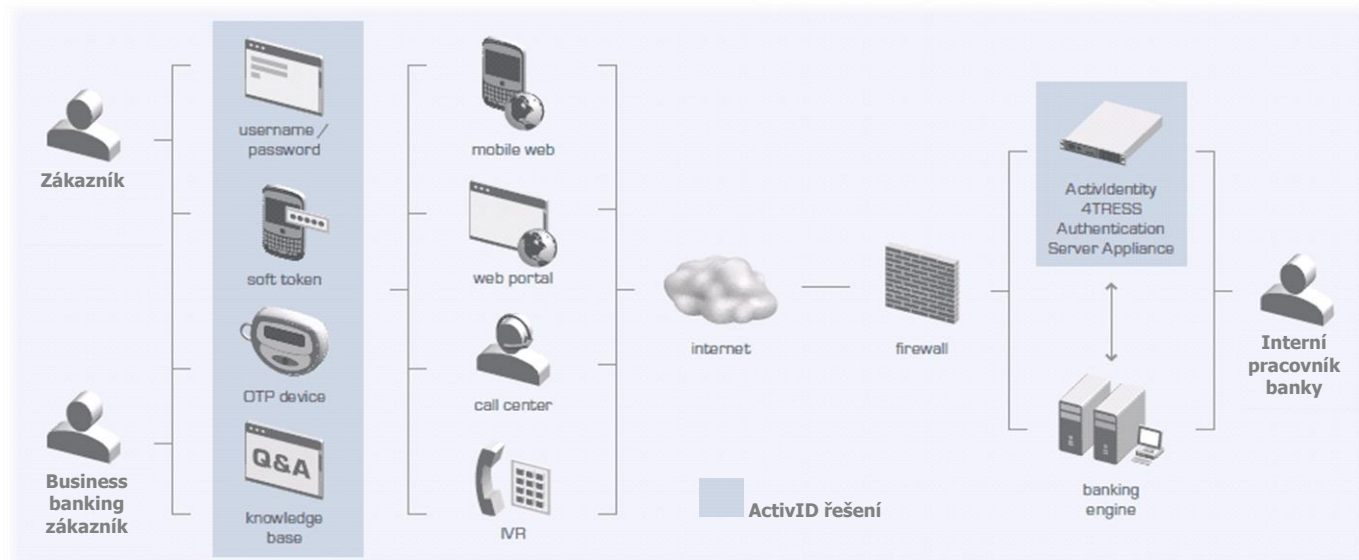 Zákazník
Business
banking
zákazník
username /
password
soft token
OTP device
Q&A
knowledge
base
mobile web
web portal
call center
IVR
internet
firewall
ActivIdentity
4TRESS
Authentication
Server Appliance
banking
engine
Interní
pracovník
banky
ActivID řešení